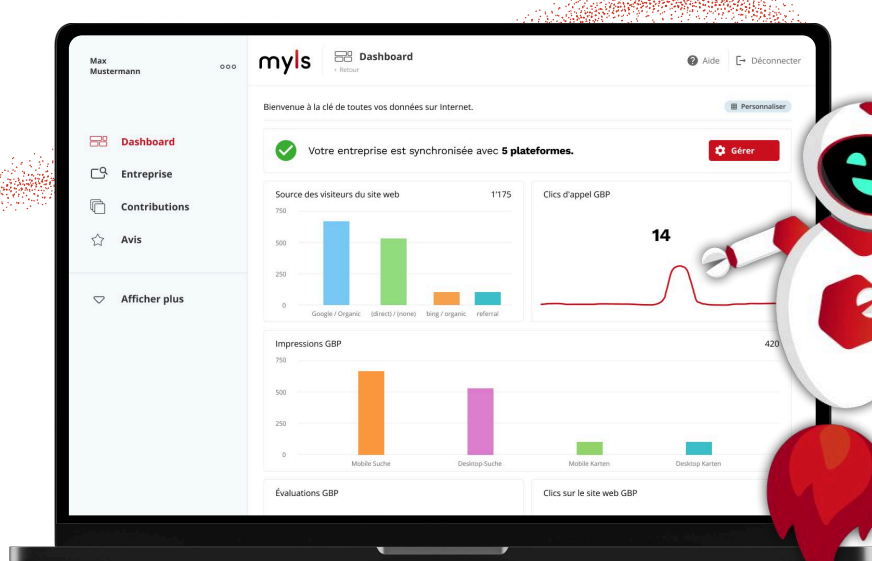 Max
Mustermann
myls
Dashboard
‹ Retour
Aide
Déconnecter
Dashboard
Entreprise
Contributions
Avis
Afficher plus
Bienvenue à la clé de toutes vos données sur Internet.
Personnaliser
Votre entreprise est synchronisée avec 5 plateformes.
Gérer
Source des visiteurs du site web 1'175
750
500
250
0
Google / Organic (direct) / (none) bing / organic referral
Clics d'appel GBP
14
Impressions GBP 420
750
500
250
0
Mobile Suche Desktop-Suche Mobile Karten Desktop Karten
Évaluations GBP
Clics sur le site web GBP